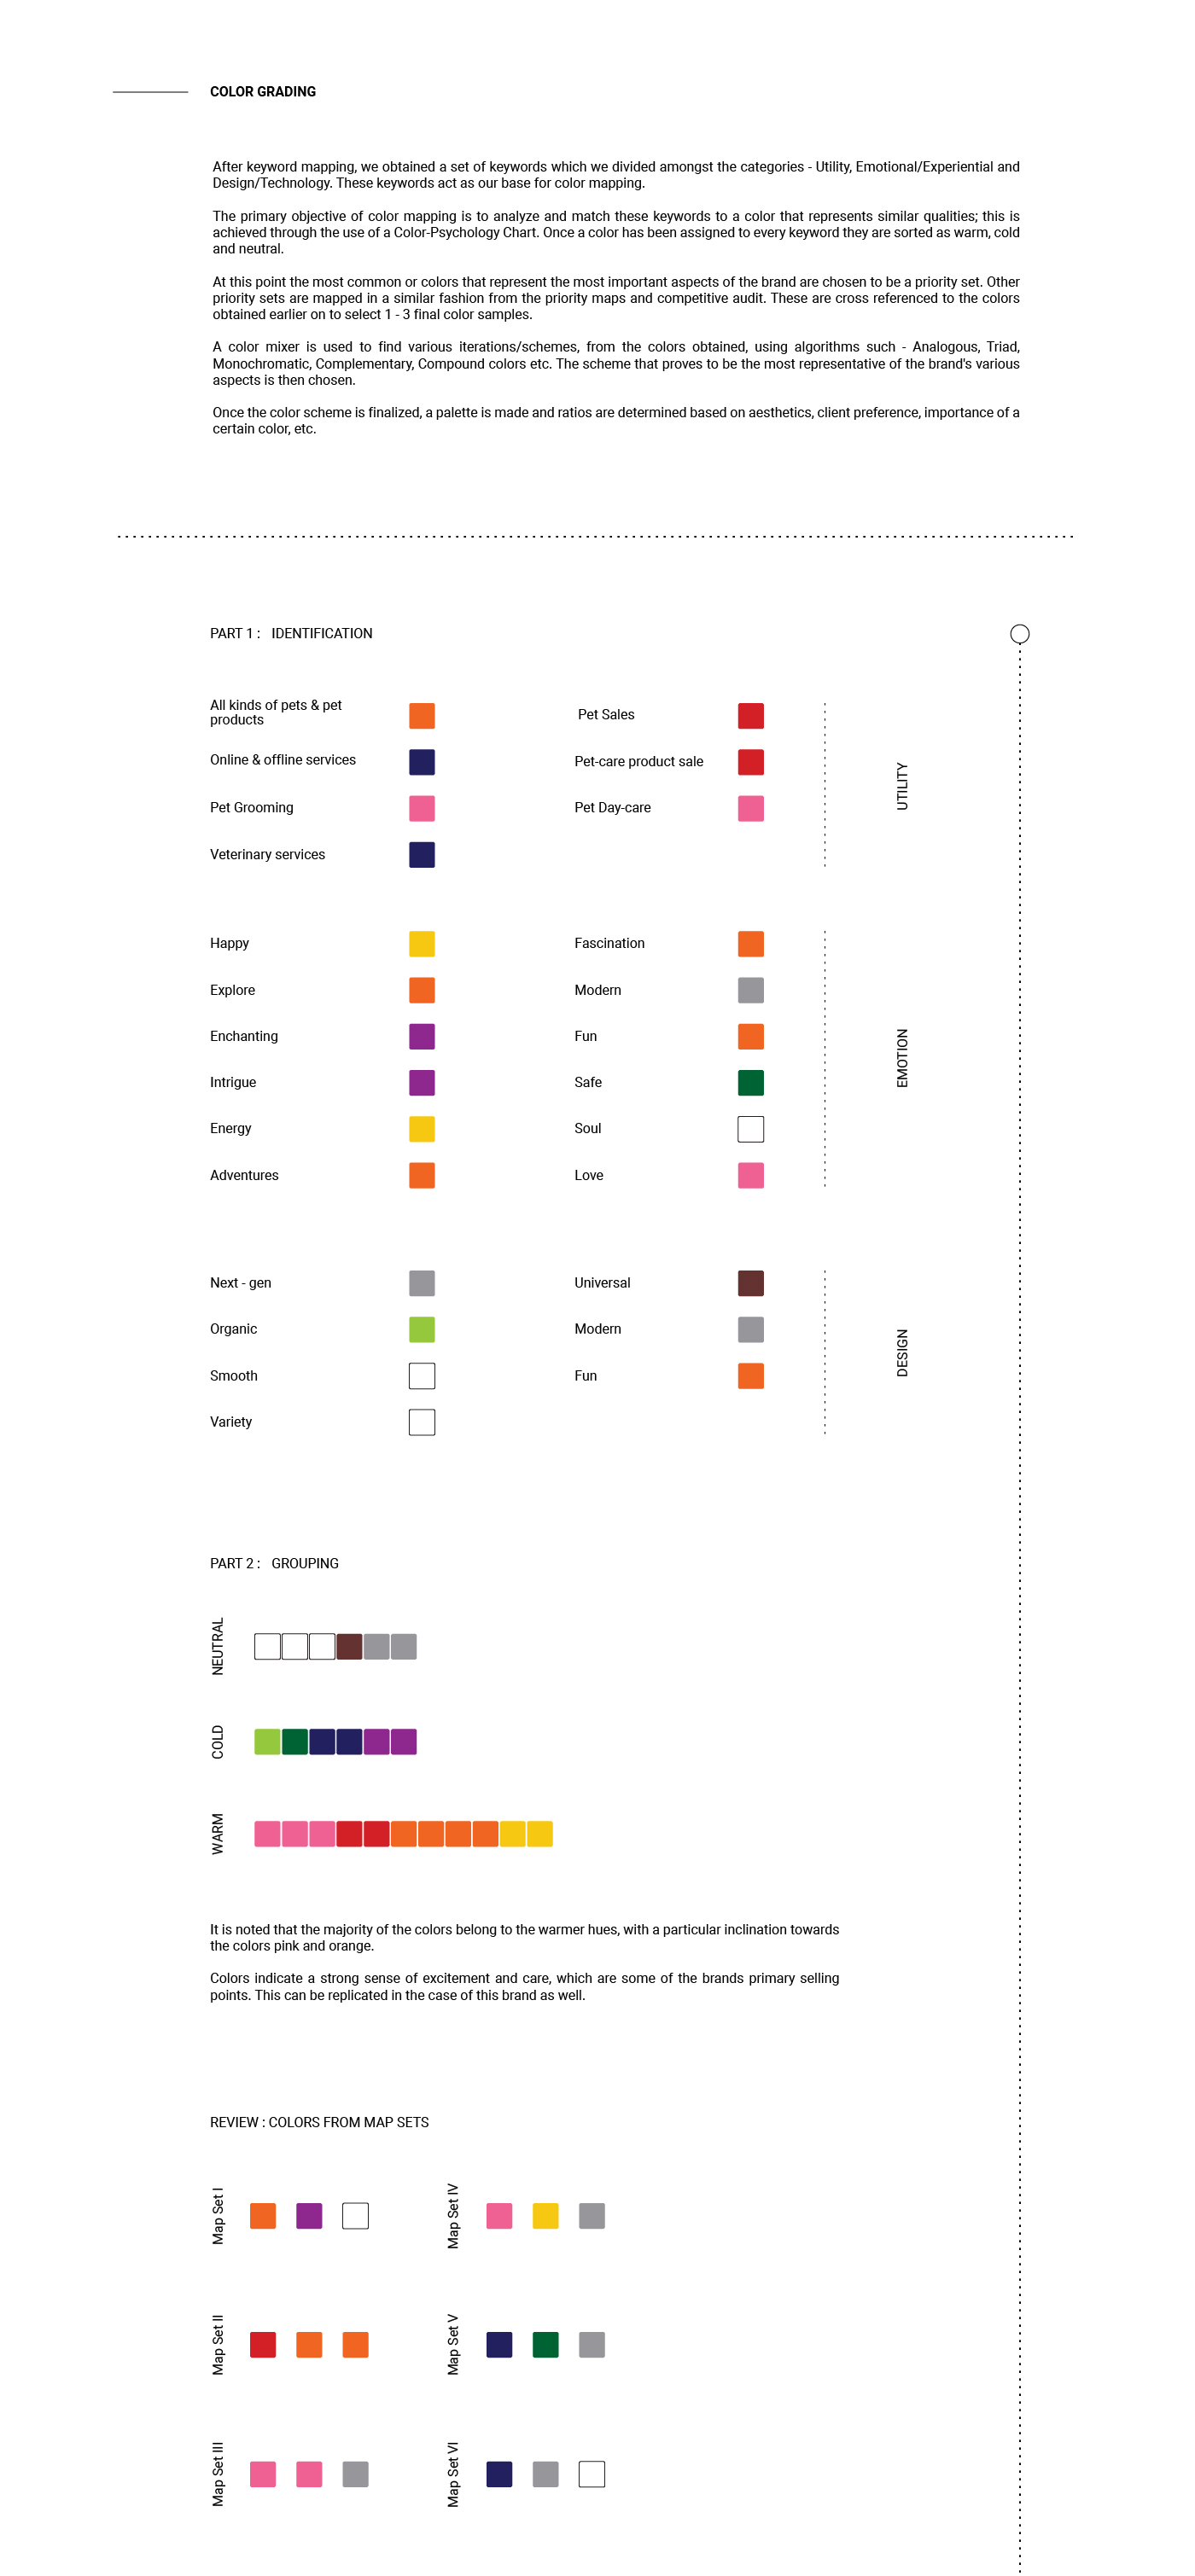 COLOR GRADING
After keyword mapping, we obtained a set of keywords which we divided amongst the categories - Utility, Emotional/Experiential and
Design/Technology. These keywords act as our base for color mapping.
The primary objective of color mapping is to analyze and match these keywords to a color that represents similar qualities; this is
achieved through the use of a Color-Psychology Chart. Once a color has been assigned to every keyword they are sorted as warm, cold
and neutral.
At this point the most common or colors that represent the most important aspects of the brand are chosen to be a priority set. Other
priority sets are mapped in a similar fashion from the priority maps and competitive audit. These are cross referenced to the colors
obtained earlier on to select 1 - 3 final color samples.
A color mixer is used to find various iterations/schemes, from the colors obtained, using algorithms such - Analogous, Triad,
Monochromatic, Complementary, Compound colors etc. The scheme that proves to be the most representative of the brand's various
aspects is then chosen.
Once the color scheme is finalized, a palette is made and ratios are determined based on aesthetics, client preference, importance of a
certain color, etc.
PART 1 : IDENTIFICATION
All kinds of pets & pet
products
Online & offline services
Pet Grooming
Veterinary services
Pet Sales
Pet-care product sale
Pet Day-care
UTILITY
Happy
Explore
Enchanting
Intrigue
Energy
Adventures
Fascination
Modern
Fun
Safe
Soul
Love
EMOTION
Next - gen
Organic
Smooth
Variety
Universal
Modern
Fun
DESIGN
PART 2 : GROUPING
NEUTRAL
COLD
WARM
It is noted that the majority of the colors belong to the warmer hues, with a particular inclination towards
the colors pink and orange.
Colors indicate a strong sense of excitement and care, which are some of the brands primary selling
points. This can be replicated in the case of this brand as well.
REVIEW : COLORS FROM MAP SETS
Map Set I
Map Set II
Map Set III
Map Set IV
Map Set V
Map Set VI